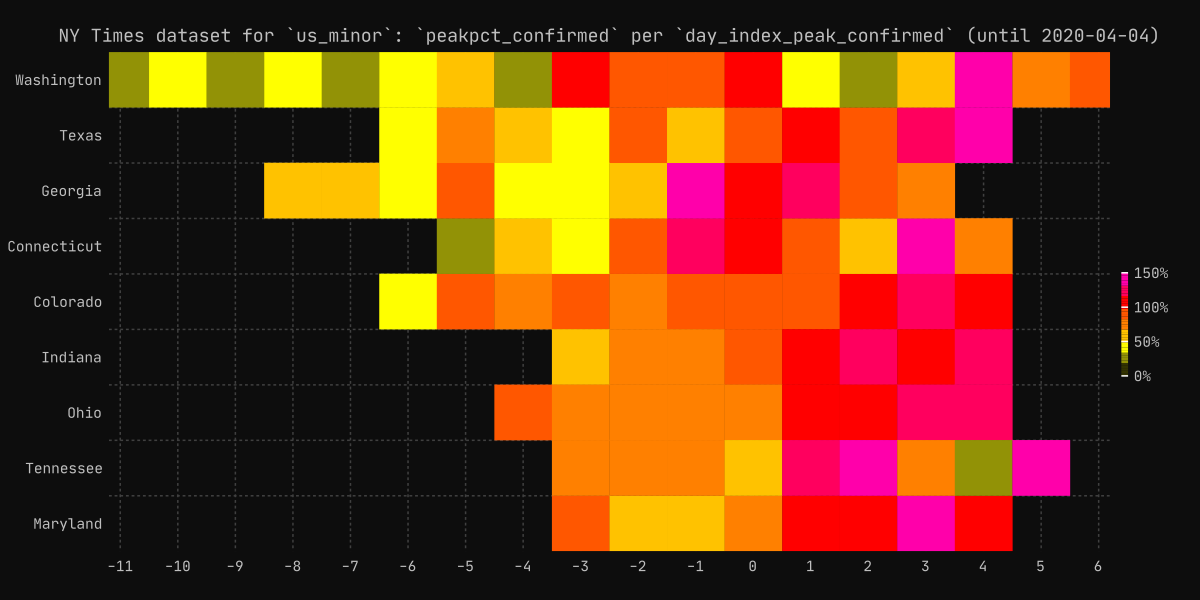 NY Times dataset for `us_minor`: `peakpct_confirmed` per `day_index_peak_confirmed` (until 2020-04-04)
Washington
Texas
Georgia
Connecticut
Colorado
Indiana
Ohio
Tennessee
Maryland
150%
100%
50%
0%
-11 -10 -9 -8 -7 -6 -5 -4 -3 -2 -1 0 1 2 3 4 5 6